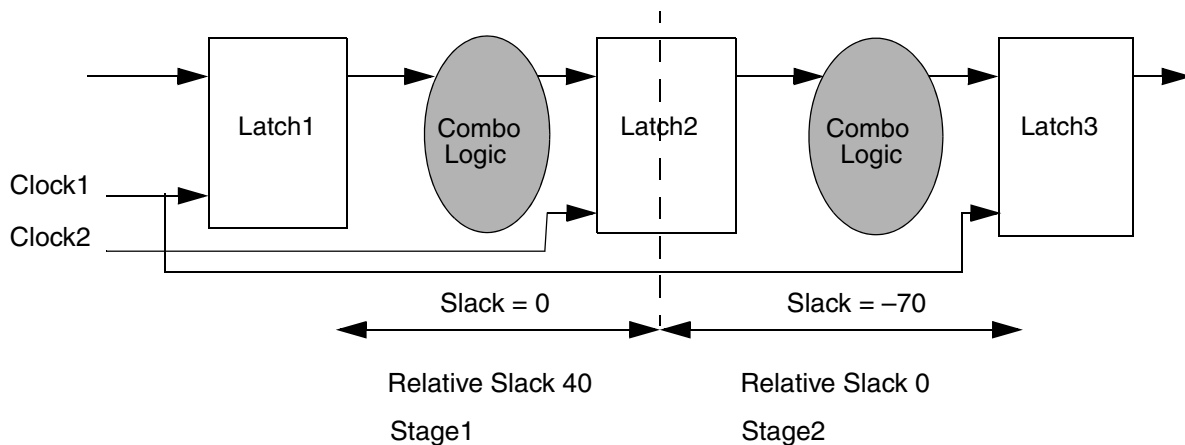 Latch1
Combo
Logic
Latch2
Combo
Logic
Latch3
Clock1
Clock2
Slack = 0
Slack = –70
Relative Slack 40
Relative Slack 0
Stage1
Stage2